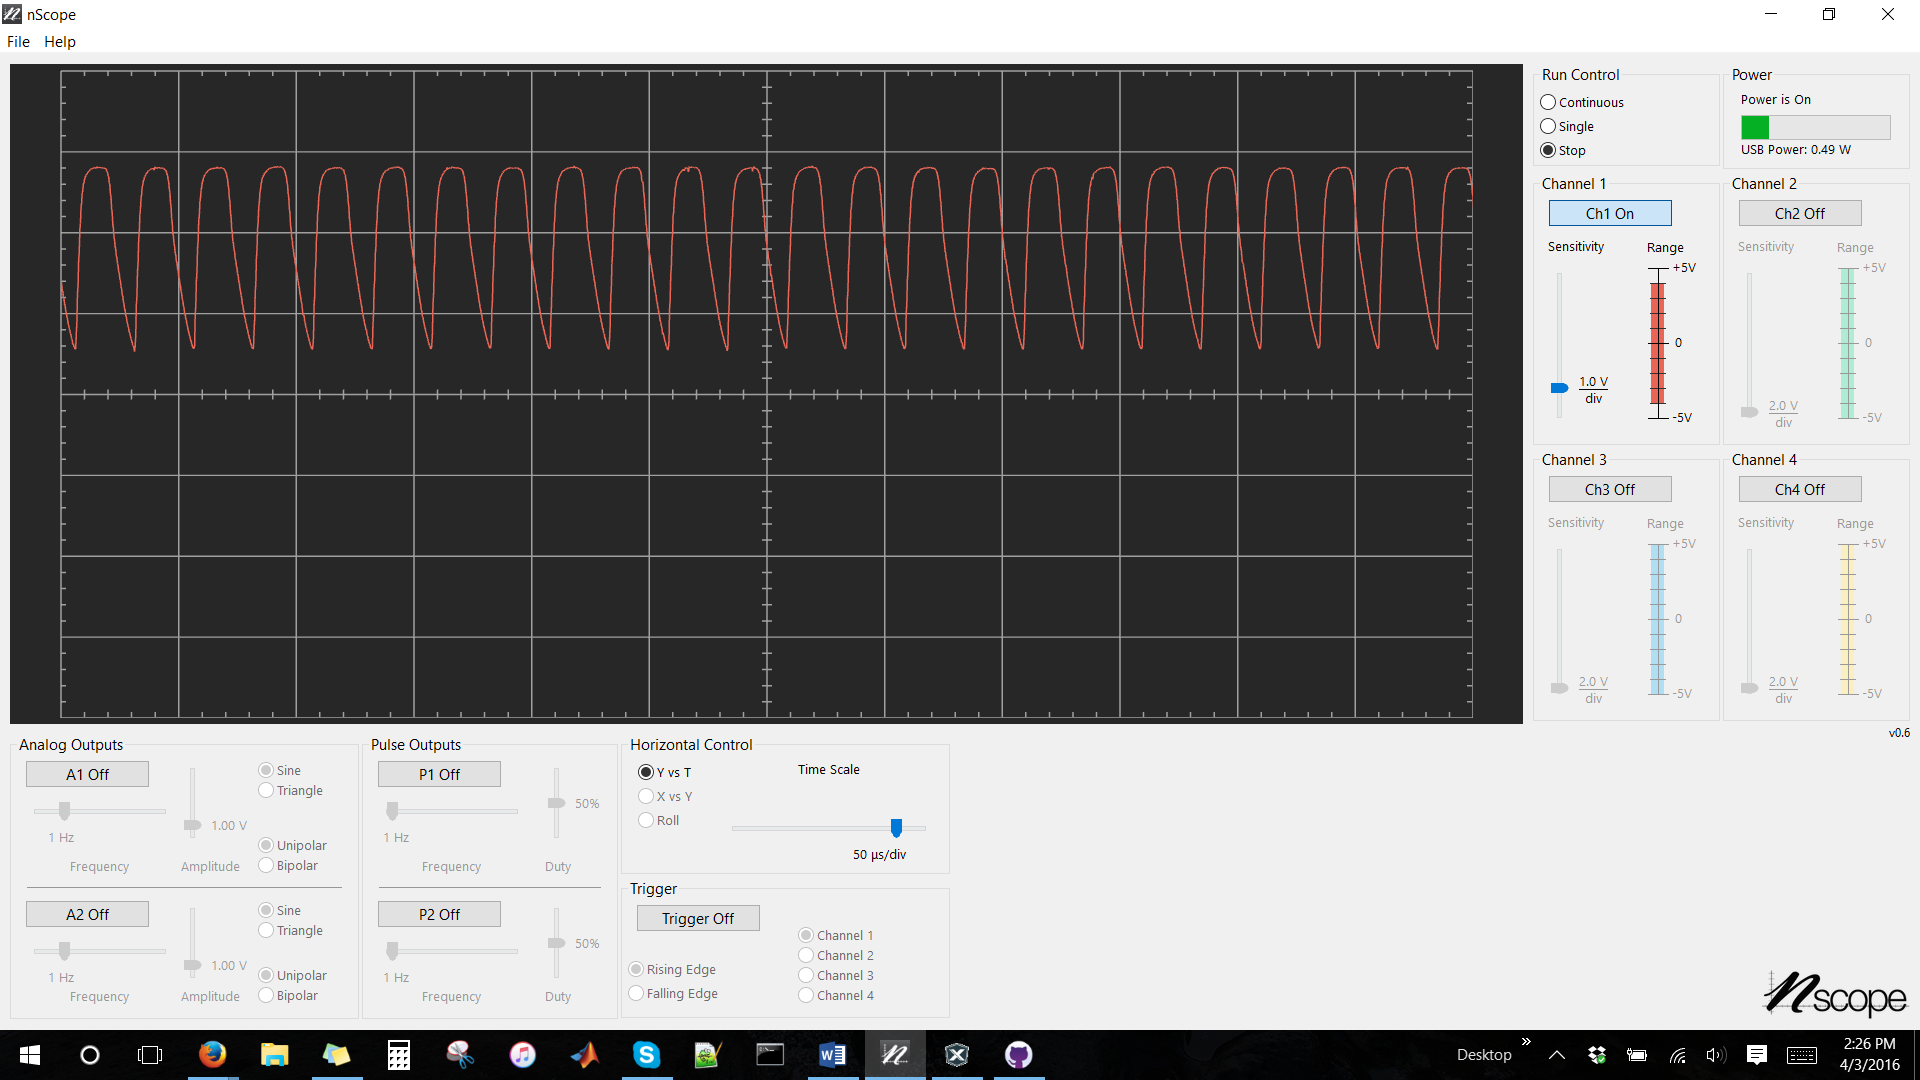 nScope
File Help
Run Control
Continuous
Single
Stop
Power
Power is On
USB Power: 0.49 W
Channel 1
Ch1 On
Sensitivity Range
+5V
0
1.0 V
div
-5V
Channel 2
Ch2 Off
Sensitivity Range
+5V
0
2.0 V
div
-5V
Channel 3
Ch3 Off
Sensitivity Range
+5V
0
2.0 V
div
-5V
Channel 4
Ch4 Off
Sensitivity Range
+5V
0
2.0 V
div
-5V
v0.6
Analog Outputs
A1 Off
Sine
Triangle
1.00 V
1 Hz
Unipolar
Bipolar
Frequency Amplitude
A2 Off
Sine
Triangle
1.00 V
1 Hz
Unipolar
Bipolar
Frequency Amplitude
Pulse Outputs
P1 Off
50%
1 Hz
Frequency Duty
P2 Off
50%
1 Hz
Frequency Duty
Horizontal Control
Y vs T
X vs Y
Roll
Time Scale
50 µs/div
Trigger
Trigger Off
Rising Edge
Falling Edge
Channel 1
Channel 2
Channel 3
Channel 4
nscope
Desktop
2:26 PM
4/3/2016